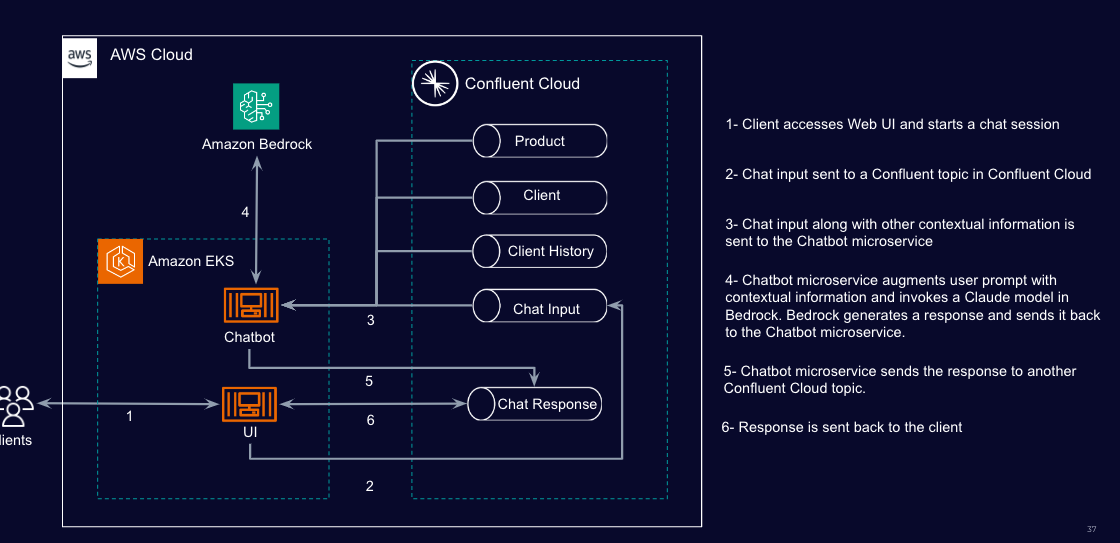 aws
AWS Cloud
Confluent Cloud
Amazon Bedrock
Product
Client
4
Client History
Amazon EKS
Chat Input
3
Chatbot
5
Chat Response
1
6
UI
lients
2
1- Client accesses Web UI and starts a chat session
2- Chat input sent to a Confluent topic in Confluent Cloud
3- Chat input along with other contextual information is
sent to the Chatbot microservice
4- Chatbot microservice augments user prompt with
contextual information and invokes a Claude model in
Bedrock. Bedrock generates a response and sends it back
to the Chatbot microservice.
5- Chatbot microservice sends the response to another
Confluent Cloud topic.
6- Response is sent back to the client
37